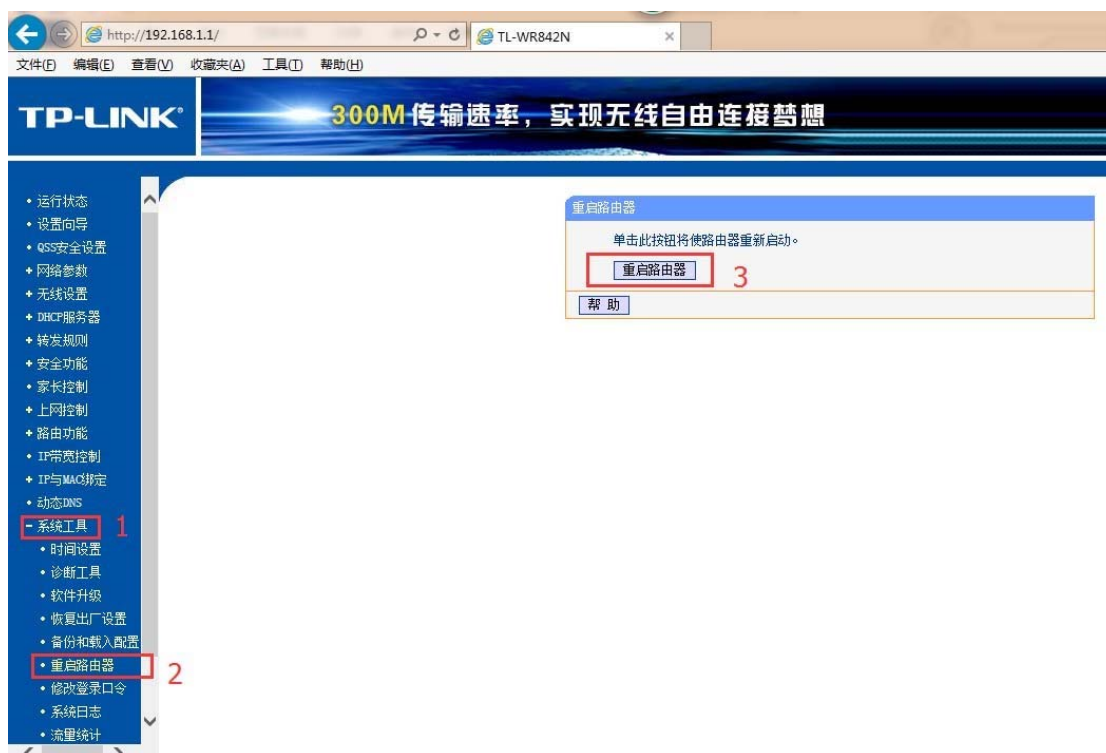 http://192.168.1.1/
TL-WR842N
文件(F) 编辑(E) 查看(V) 收藏夹(A) 工具(T) 帮助(H)
TP-LINK®
300M 传输速率，实现无线自由连接梦想
• 运行状态
• 设置向导
• QSS安全设置
+ 网络参数
+ 无线设置
+ DHCP服务器
+ 转发规则
+ 安全功能
• 家长控制
+ 上网控制
+ 路由功能
• IP带宽控制
+ IP与MAC绑定
• 动态DNS
- 系统工具 1
• 时间设置
• 诊断工具
• 软件升级
• 恢复出厂设置
• 备份和载入配置
• 重启路由器 2
• 修改登录口令
• 系统日志
• 流量统计
重启路由器
单击此按钮将使路由器重新启动。
重启路由器 3
帮 助